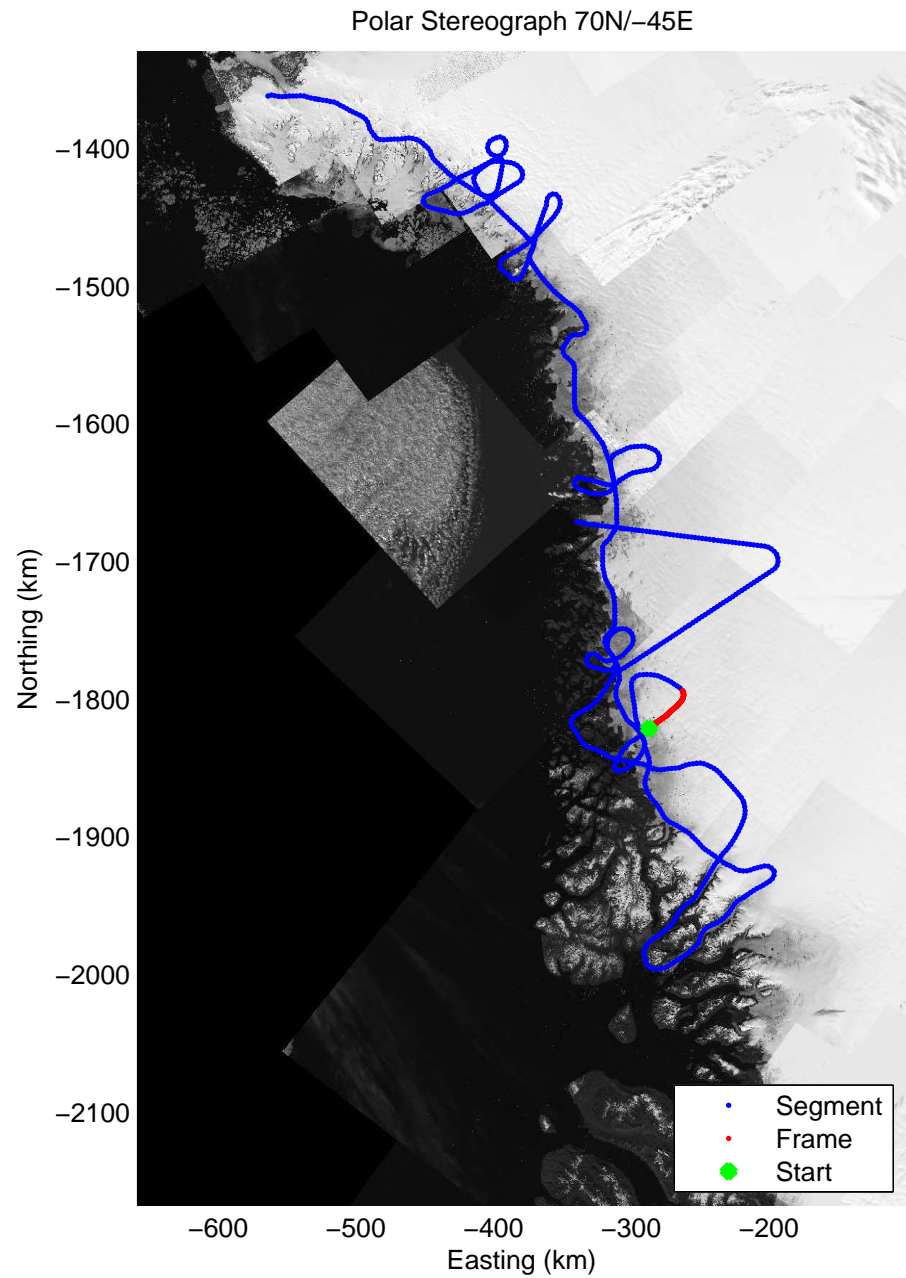 Polar Stereograph 70N/−45E
−1400
−1500
−1600
−1700
−1800
−1900
−2000
−2100
Northing (km)
Segment
Frame
Start
−600 −500 −400 −300 −200
Easting (km)